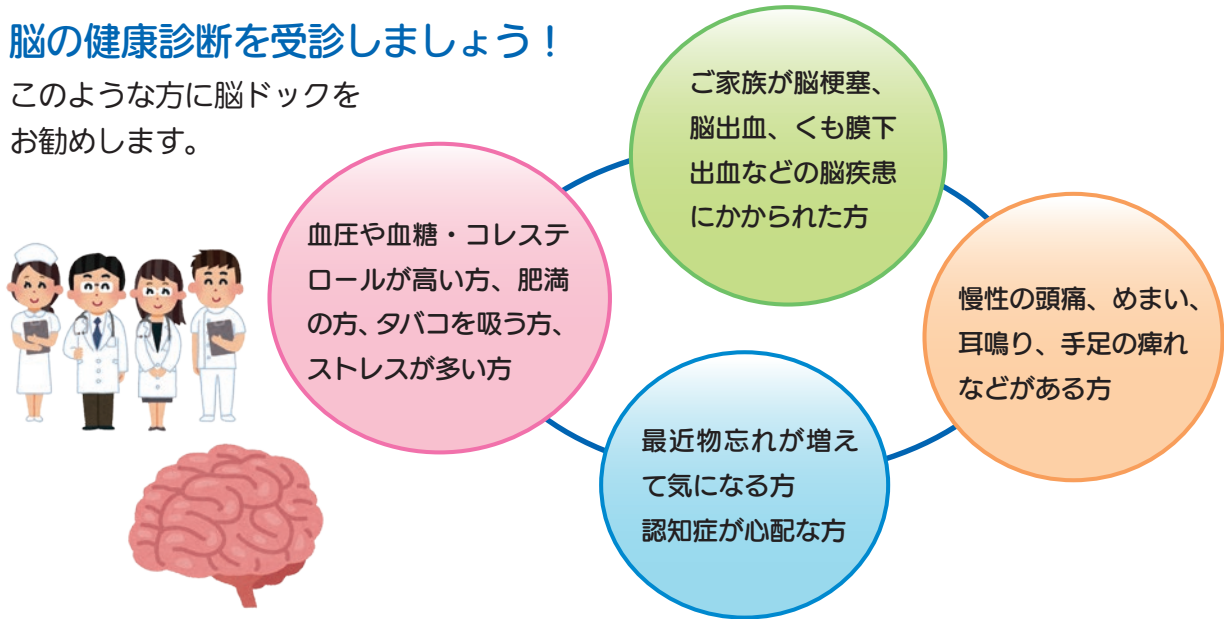 脳の健康診断を受診しましょう！
このような方に脳ドックを
お勧めします。
ご家族が脳梗塞、
脳出血、くも膜下
出血などの脳疾患
にかかられた方
血圧や血糖・コレステ
ロールが高い方、肥満
の方、タバコを吸う方、
ストレスが多い方
慢性の頭痛、めまい、
耳鳴り、手足の痺れ
などがある方
最近物忘れが増え
て気になる方
認知症が心配な方